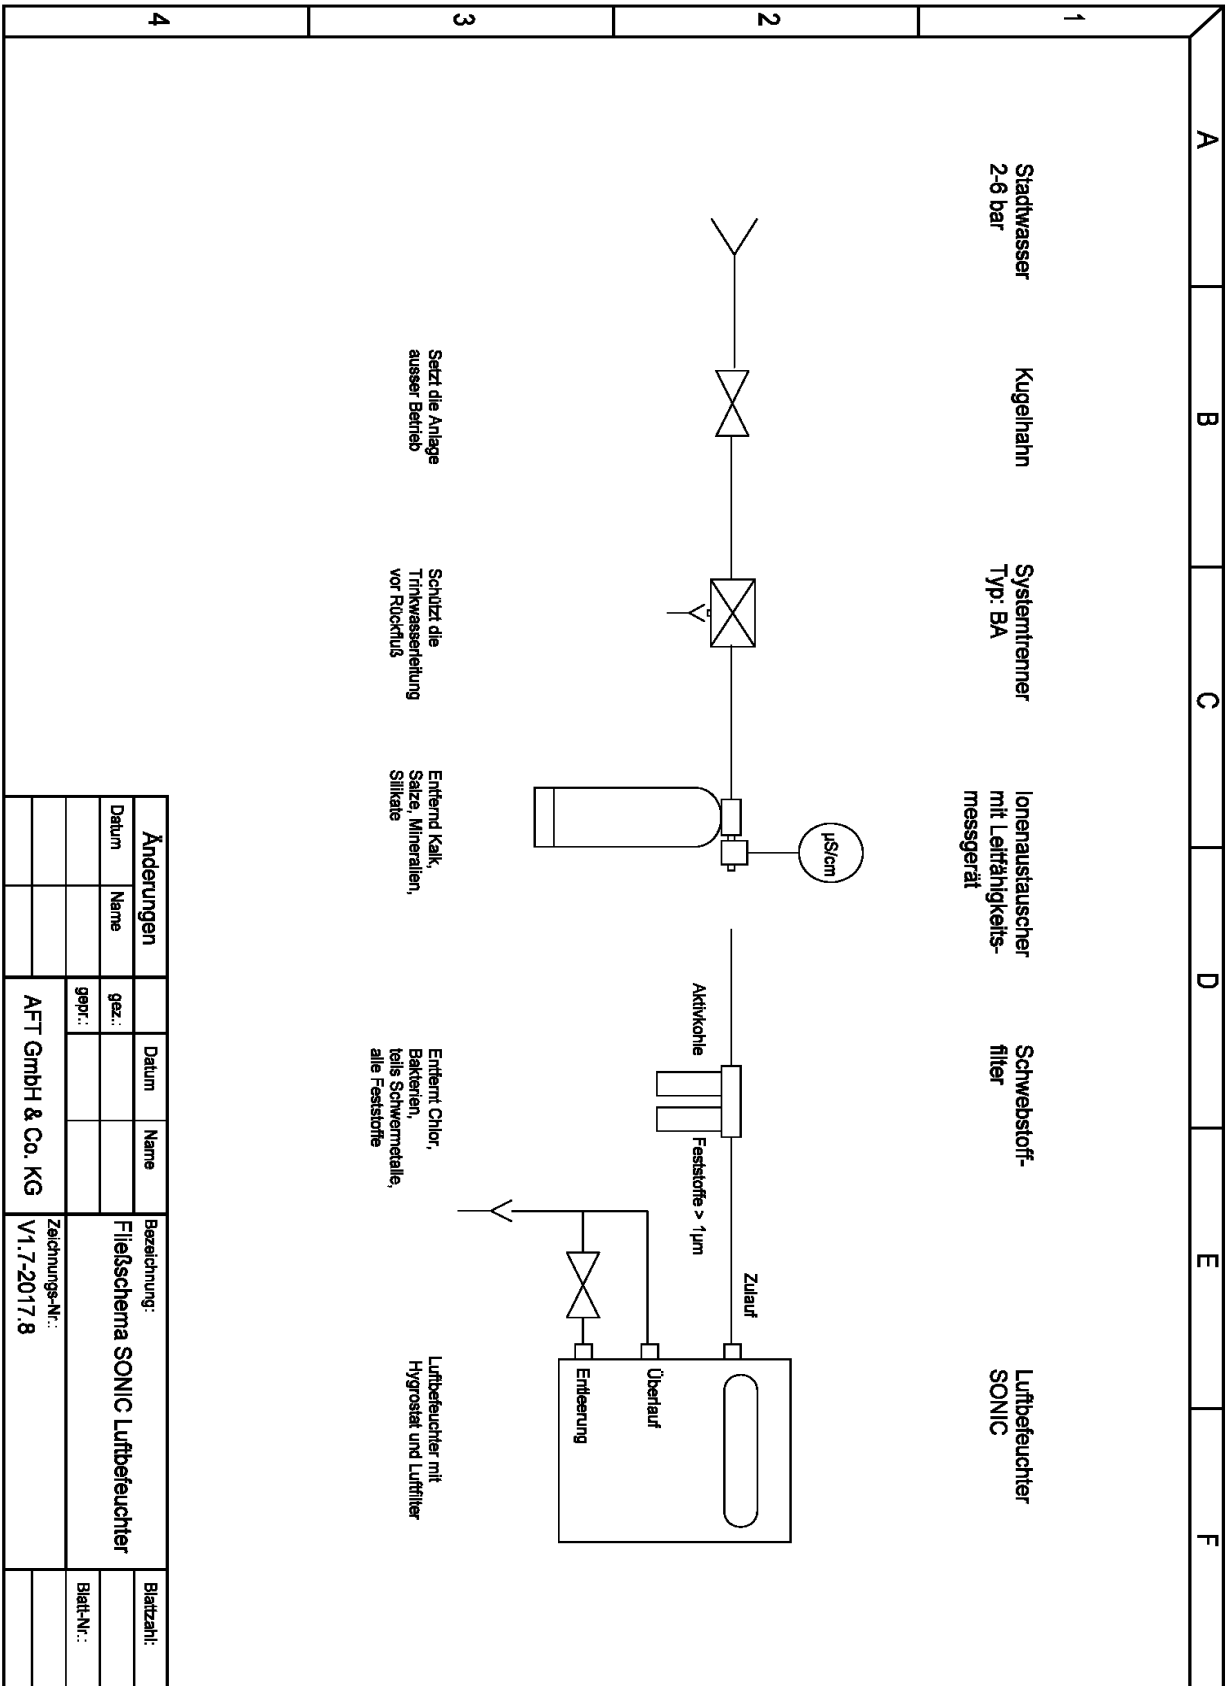 1
2
3
4
A
B
C
D
E
F
Stadtwasser
2-6 bar
Kugelhahn
Systemtrenner
Typ: BA
Ionenaustauscher
mit Leitfähigkeits-
messgerät
Schwebstoff-
filter
Luftbefeuchter
SONIC
µS/cm
Aktivkohle
Feststoffe > 1µm
Zulauf
Überlauf
Entleerung
Setzt die Anlage
ausser Betrieb
Schützt die
Trinkwasserleitung
vor Rückfluß
Entfernd Kalk,
Salze, Mineralien,
Silikate
Entfernt Chlor,
Bakterien,
teils Schwermetalle,
alle Feststoffe
Luftbefeuchter mit
Hygrostat und Luftfilter
Änderungen
Datum
Name
Datum
Name
gez.:
gepr.:
AFT GmbH & Co. KG
Bezeichnung:
Fließschema SONIC Luftbefeuchter
Zeichnungs-Nr.:
V1.7-2017.8
Blattzahl:
Blatt-Nr.: